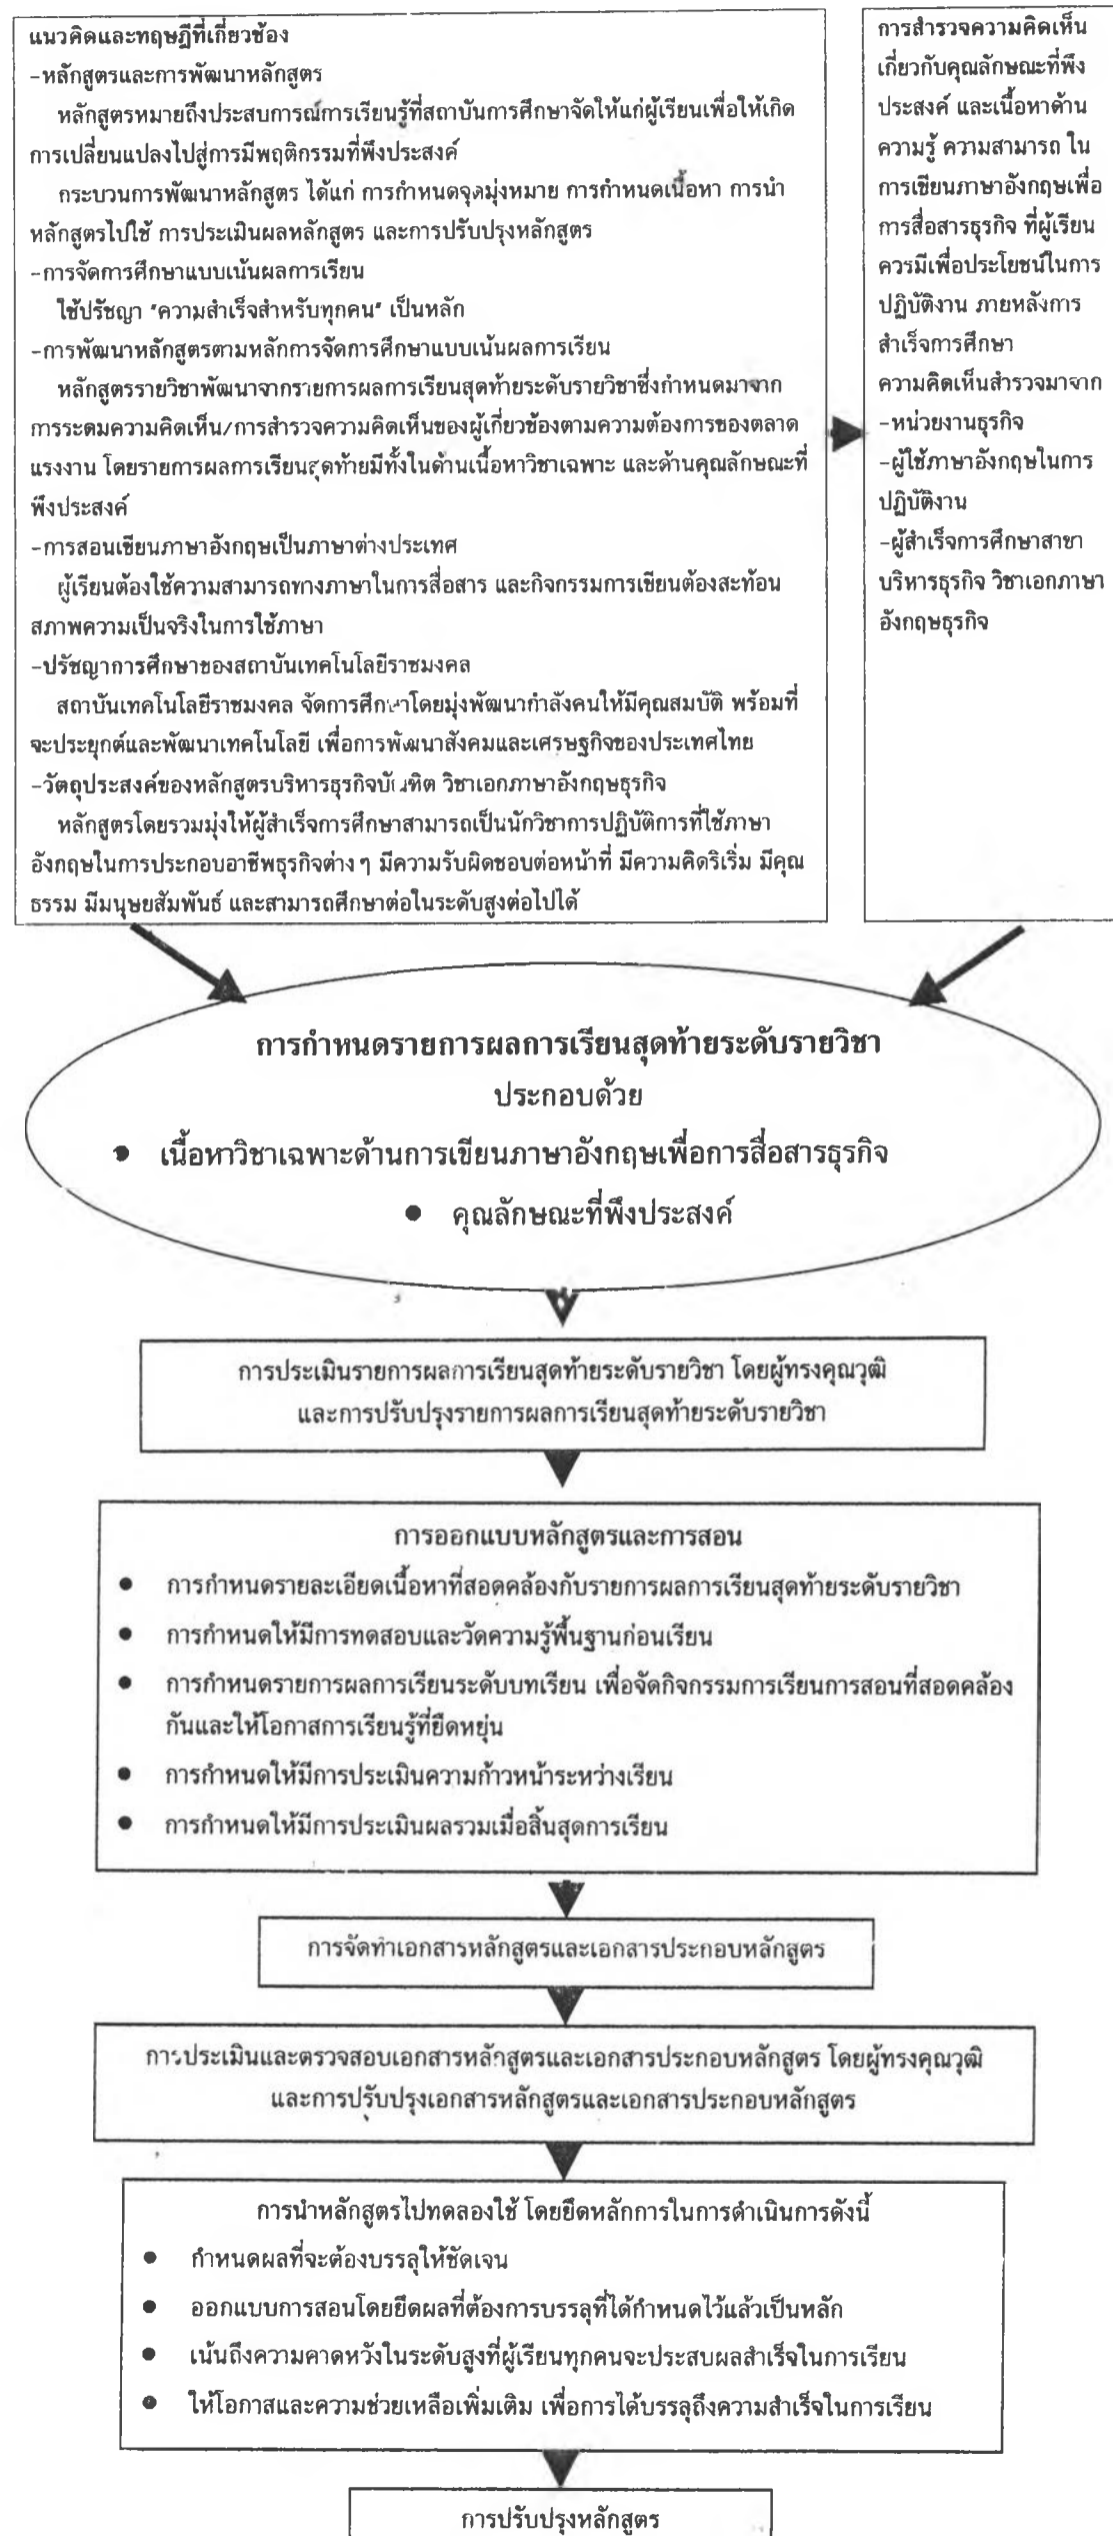 แนวคิดและทฤษฎีที่เกี่ยวข้อง
-หลักสูตรและการพัฒนาหลักสูตร
หลักสูตรหมายถึงประสบการณ์การเรียนรู้ที่สถาบันการศึกษาจัดให้แก่ผู้เรียนเพื่อให้เกิด
การเปลี่ยนแปลงไปสู่การมีพฤติกรรมที่พึงประสงค์
กระบวนการพัฒนาหลักสูตร ได้แก่ การกำหนดจุดมุ่งหมาย การกำหนดเนื้อหา การนำ
หลักสูตรไปใช้ การประเมินผลหลักสูตร และการปรับปรุงหลักสูตร
-การจัดการศึกษาแบบเน้นผลการเรียน
ใช้ปรัชญา "ความสำเร็จสำหรับทุกคน" เป็นหลัก
-การพัฒนาหลักสูตรตามหลักการจัดการศึกษาแบบเน้นผลการเรียน
หลักสูตรรายวิชาพัฒนาจากรายการผลการเรียนสุดท้ายระดับรายวิชาซึ่งกำหนดมาจาก
การระดมความคิดเห็น/การสำรวจความคิดเห็นของผู้เกี่ยวข้องตามความต้องการของตลาด
แรงงาน โดยรายการผลการเรียนสุดท้ายมีทั้งในด้านเนื้อหาวิชาเฉพาะ และด้านคุณลักษณะที่
พึงประสงค์
-การสอนเขียนภาษาอังกฤษเป็นภาษาต่างประเทศ
ผู้เรียนต้องใช้ความสามารถทางภาษาในการสื่อสาร และกิจกรรมการเขียนต้องสะท้อน
สภาพความเป็นจริงในการใช้ภาษา
-ปรัชญาการศึกษาของสถาบันเทคโนโลยีราชมงคล
สถาบันเทคโนโลยีราชมงคล จัดการศึกษาโดยมุ่งพัฒนากำลังคนให้มีคุณสมบัติ พร้อมที่
จะประยุกต์และพัฒนาเทคโนโลยี เพื่อการพัฒนาสังคมและเศรษฐกิจของประเทศไทย
-วัตถุประสงค์ของหลักสูตรบริหารธุรกิจบัณฑิต วิชาเอกภาษาอังกฤษธุรกิจ
หลักสูตรโดยรวมมุ่งให้ผู้สำเร็จการศึกษาสามารถเป็นนักวิชาการปฏิบัติการที่ใช้ภาษา
อังกฤษในการประกอบอาชีพธุรกิจต่าง ๆ มีความรับผิดชอบต่อหน้าที่ มีความคิดริเริ่ม มีคุณ
ธรรม มีมนุษยสัมพันธ์ และสามารถศึกษาต่อในระดับสูงต่อไปได้
การสำรวจความคิดเห็น
เกี่ยวกับคุณลักษณะที่พึง
ประสงค์ และเนื้อหาด้าน
ความรู้ ความสามารถ ใน
การเขียนภาษาอังกฤษเพื่อ
การสื่อสารธุรกิจ ที่ผู้เรียน
ควรมีเพื่อประโยชน์ในการ
ปฏิบัติงาน ภายหลังการ
สำเร็จการศึกษา
ความคิดเห็นสำรวจมาจาก
-หน่วยงานธุรกิจ
-ผู้ใช้ภาษาอังกฤษในการ
ปฏิบัติงาน
-ผู้สำเร็จการศึกษาสาขา
บริหารธุรกิจ วิชาเอกภาษา
อังกฤษธุรกิจ
การกำหนดรายการผลการเรียนสุดท้ายระดับรายวิชา
ประกอบด้วย
● เนื้อหาวิชาเฉพาะด้านการเขียนภาษาอังกฤษเพื่อการสื่อสารธุรกิจ
● คุณลักษณะที่พึงประสงค์
การประเมินรายการผลการเรียนสุดท้ายระดับรายวิชา โดยผู้ทรงคุณวุฒิ
และการปรับปรุงรายการผลการเรียนสุดท้ายระดับรายวิชา
การออกแบบหลักสูตรและการสอน
● การกำหนดรายละเอียดเนื้อหาที่สอดคล้องกับรายการผลการเรียนสุดท้ายระดับรายวิชา
● การกำหนดให้มีการทดสอบและวัดความรู้พื้นฐานก่อนเรียน
● การกำหนดรายการผลการเรียนระดับบทเรียน เพื่อจัดกิจกรรมการเรียนการสอนที่สอดคล้อง
กันและให้โอกาสการเรียนรู้ที่ยืดหยุ่น
● การกำหนดให้มีการประเมินความก้าวหน้าระหว่างเรียน
● การกำหนดให้มีการประเมินผลรวมเมื่อสิ้นสุดการเรียน
การจัดทำเอกสารหลักสูตรและเอกสารประกอบหลักสูตร
การประเมินและตรวจสอบเอกสารหลักสูตรและเอกสารประกอบหลักสูตร โดยผู้ทรงคุณวุฒิ
และการปรับปรุงเอกสารหลักสูตรและเอกสารประกอบหลักสูตร
การนำหลักสูตรไปทดลองใช้ โดยยึดหลักการในการดำเนินการดังนี้
● กำหนดผลที่จะต้องบรรลุให้ชัดเจน
● ออกแบบการสอนโดยยึดผลที่ต้องการบรรลุที่ได้กำหนดไว้แล้วเป็นหลัก
● เน้นถึงความคาดหวังในระดับสูงที่ผู้เรียนทุกคนจะประสบผลสำเร็จในการเรียน
● ให้โอกาสและความช่วยเหลือเพิ่มเติม เพื่อการได้บรรลุถึงความสำเร็จในการเรียน
การปรับปรุงหลักสูตร